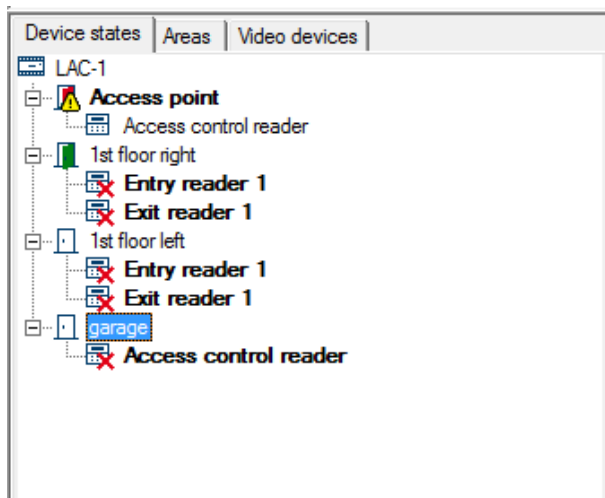 Device states Areas Video devices
LAC-1
Access point
Access control reader
1st floor right
Entry reader 1
Exit reader 1
1st floor left
Entry reader 1
Exit reader 1
garage
Access control reader